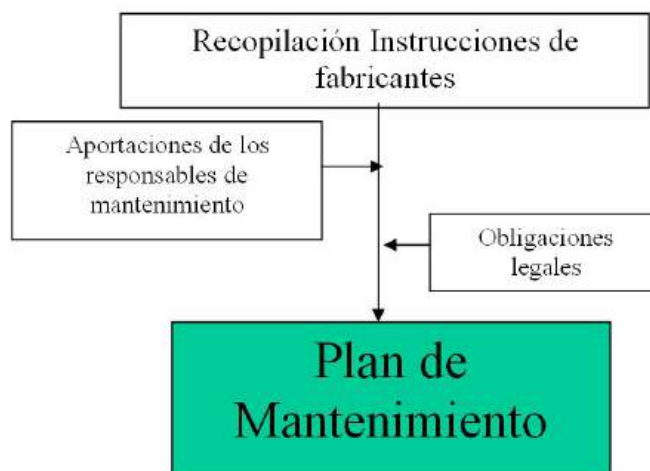 Recopilación Instrucciones de
fabricantes
Aportaciones de los
responsables de
mantenimiento
Obligaciones
legales
Plan de
Mantenimiento